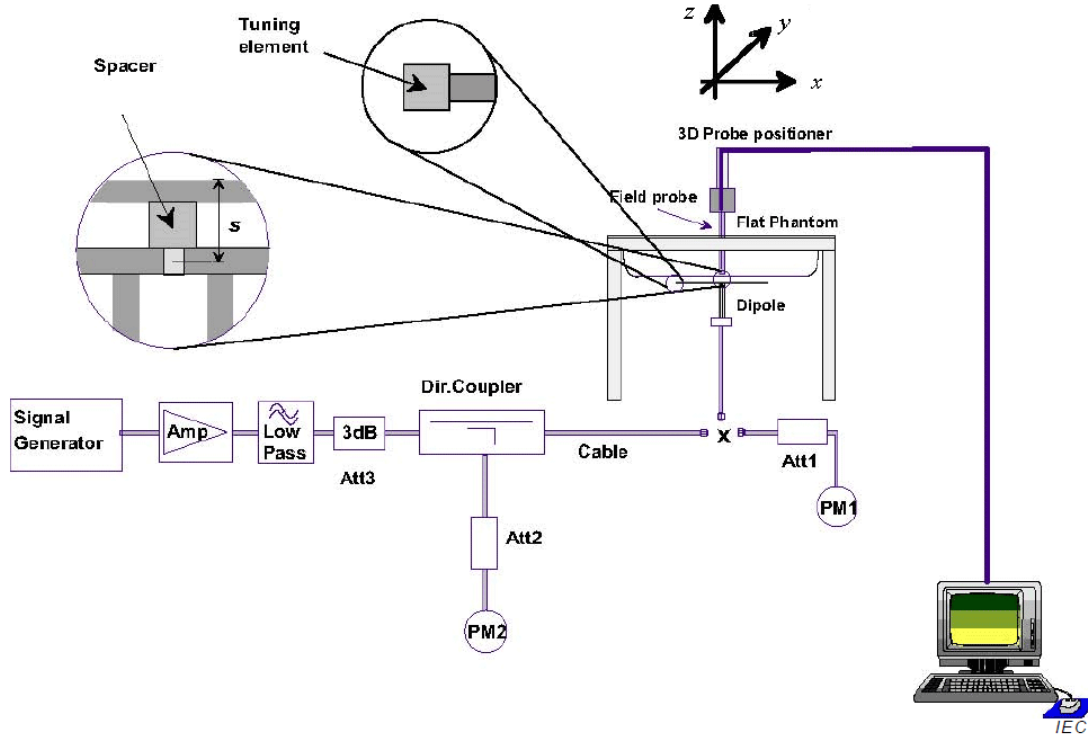 Tuning
element
Spacer
z
y
x
3D Probe positioner
Field probe
Flat Phantom
s
Dipole
Dir.Coupler
Signal
Generator
Amp
Low
Pass
3dB
Att3
Cable
x
Att1
PM1
Att2
PM2
IEC